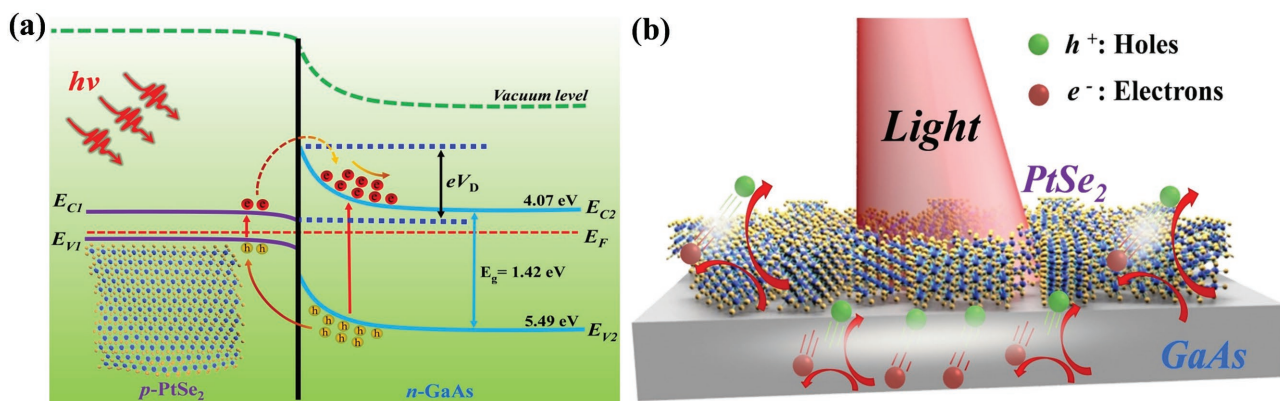 (a)
hν
Vacuum level
e e e e e e e e e e e
eV_D
E_C1
4.07 eV
E_C2
E_V1
E_F
h h
E_g = 1.42 eV
5.49 eV
E_V2
h h h h h h h h h
p-PtSe₂
n-GaAs
(b)
h⁺: Holes
e⁻: Electrons
Light
PtSe₂
GaAs